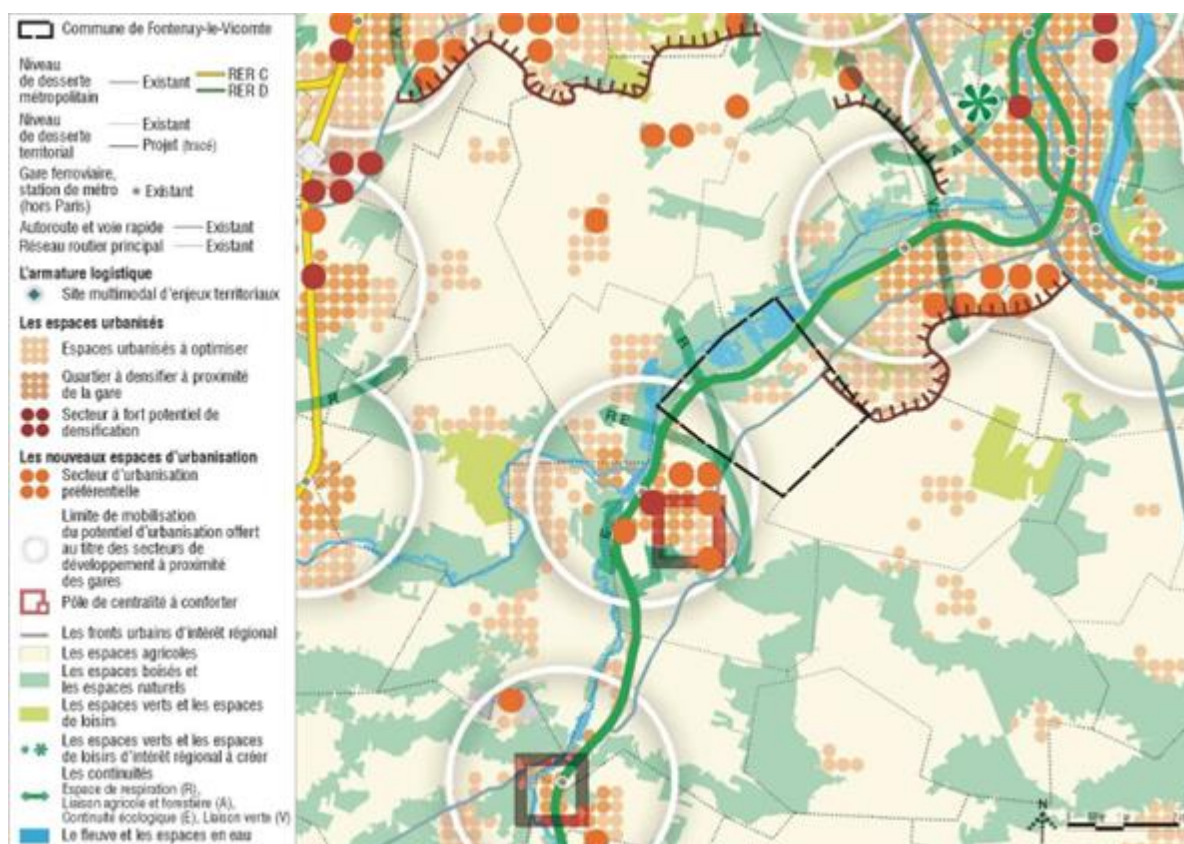 Commune de Fontenay-le-Vicomte
Niveau
de desserte
métropolitain
Existant
RER C
RER D
Niveau
de desserte
territorial
Existant
Projet (tracé)
Gare ferroviaire,
station de métro
(hors Paris)
Existant
Autoroute et voie rapide
Existant
Réseau routier principal
Existant
L'armature logistique
Site multimodal d'enjeux territoriaux
Les espaces urbanisés
Espaces urbanisés à optimiser
Quartier à densifier à proximité
de la gare
Secteur à fort potentiel de
densification
Les nouveaux espaces d'urbanisation
Secteur d'urbanisation
préférentielle
Limite de mobilisation
du potentiel d'urbanisation offert
au titre des secteurs de
développement à proximité
des gares
Pôle de centralité à conforter
Les fronts urbains d'intérêt régional
Les espaces agricoles
Les espaces boisés et
les espaces naturels
Les espaces verts et les espaces
de loisirs
Les espaces verts et les espaces
de loisirs d'intérêt régional à créer
Les continuités
Espace de respiration (R),
Liaison agricole et forestière (A),
Continuité écologique (E), Liaison verte (V)
Le fleuve et les espaces en eau
A
A
A
V
R
R
R E
E
N